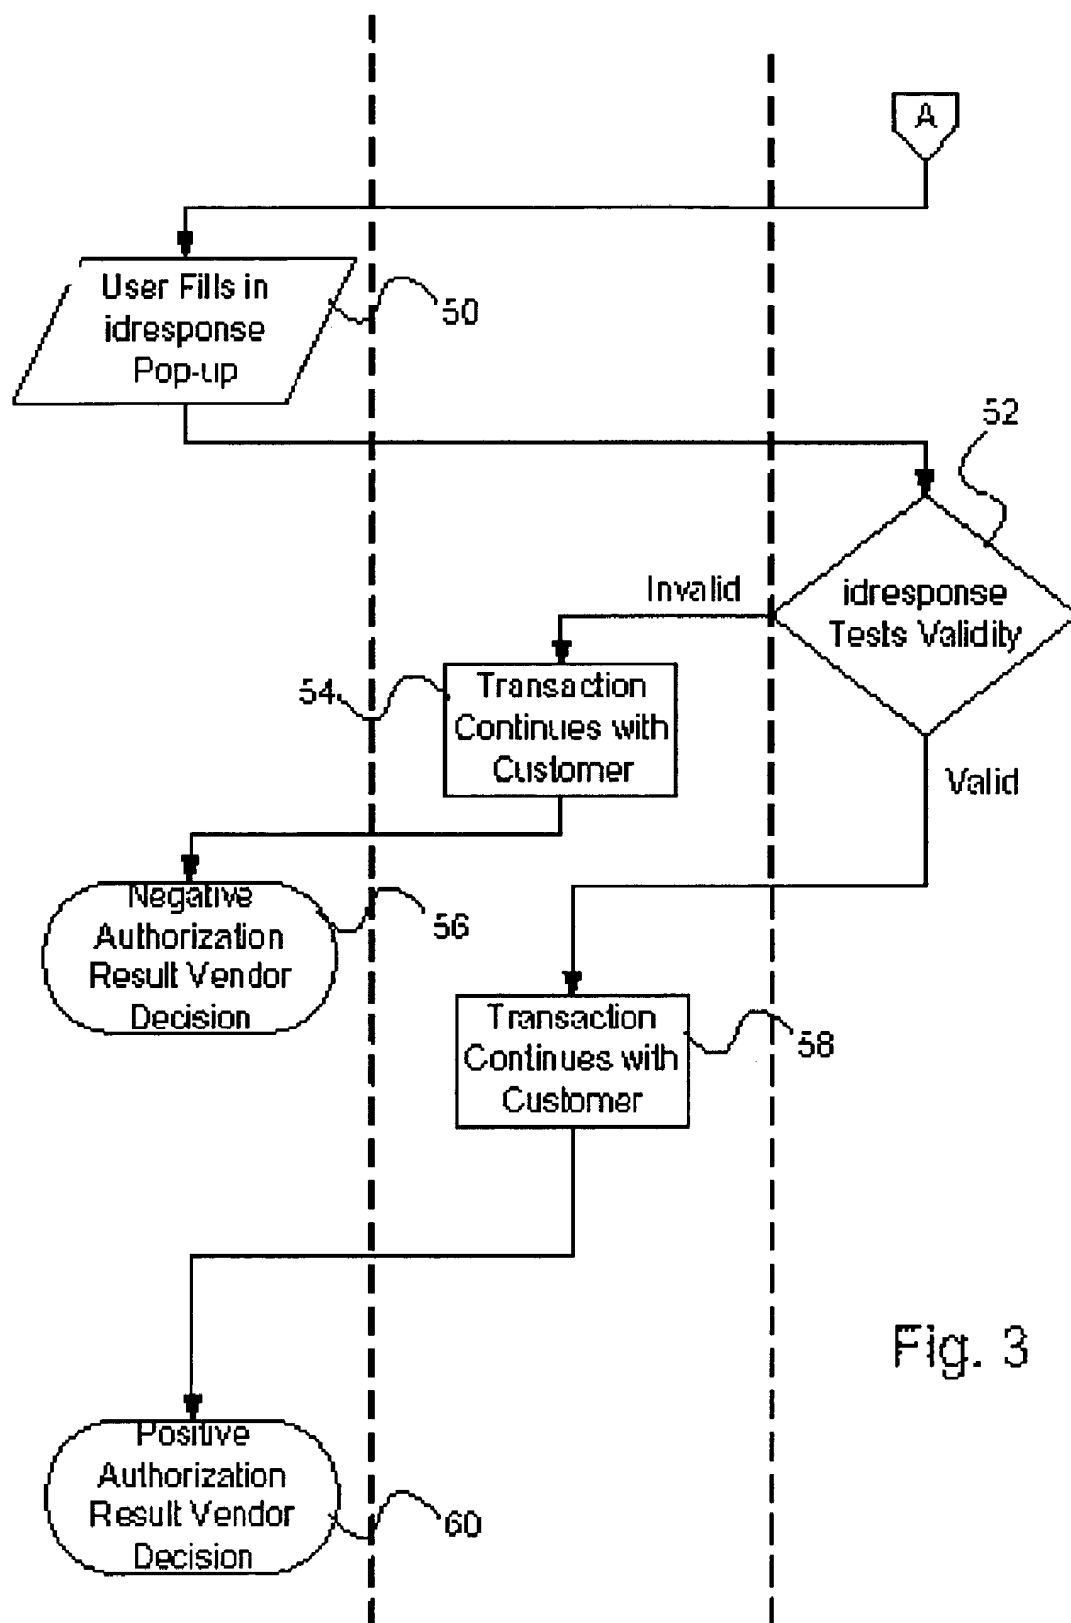 A
User Fills in
idresponse
Pop-up
50
52
idresponse
Tests Validity
Invalid
54
Transaction
Continues with
Customer
Valid
Negative
Authorization
Result Vendor
Decision
56
Transaction
Continues with
Customer
58
Fig. 3
Positive
Authorization
Result Vendor
Decision
60